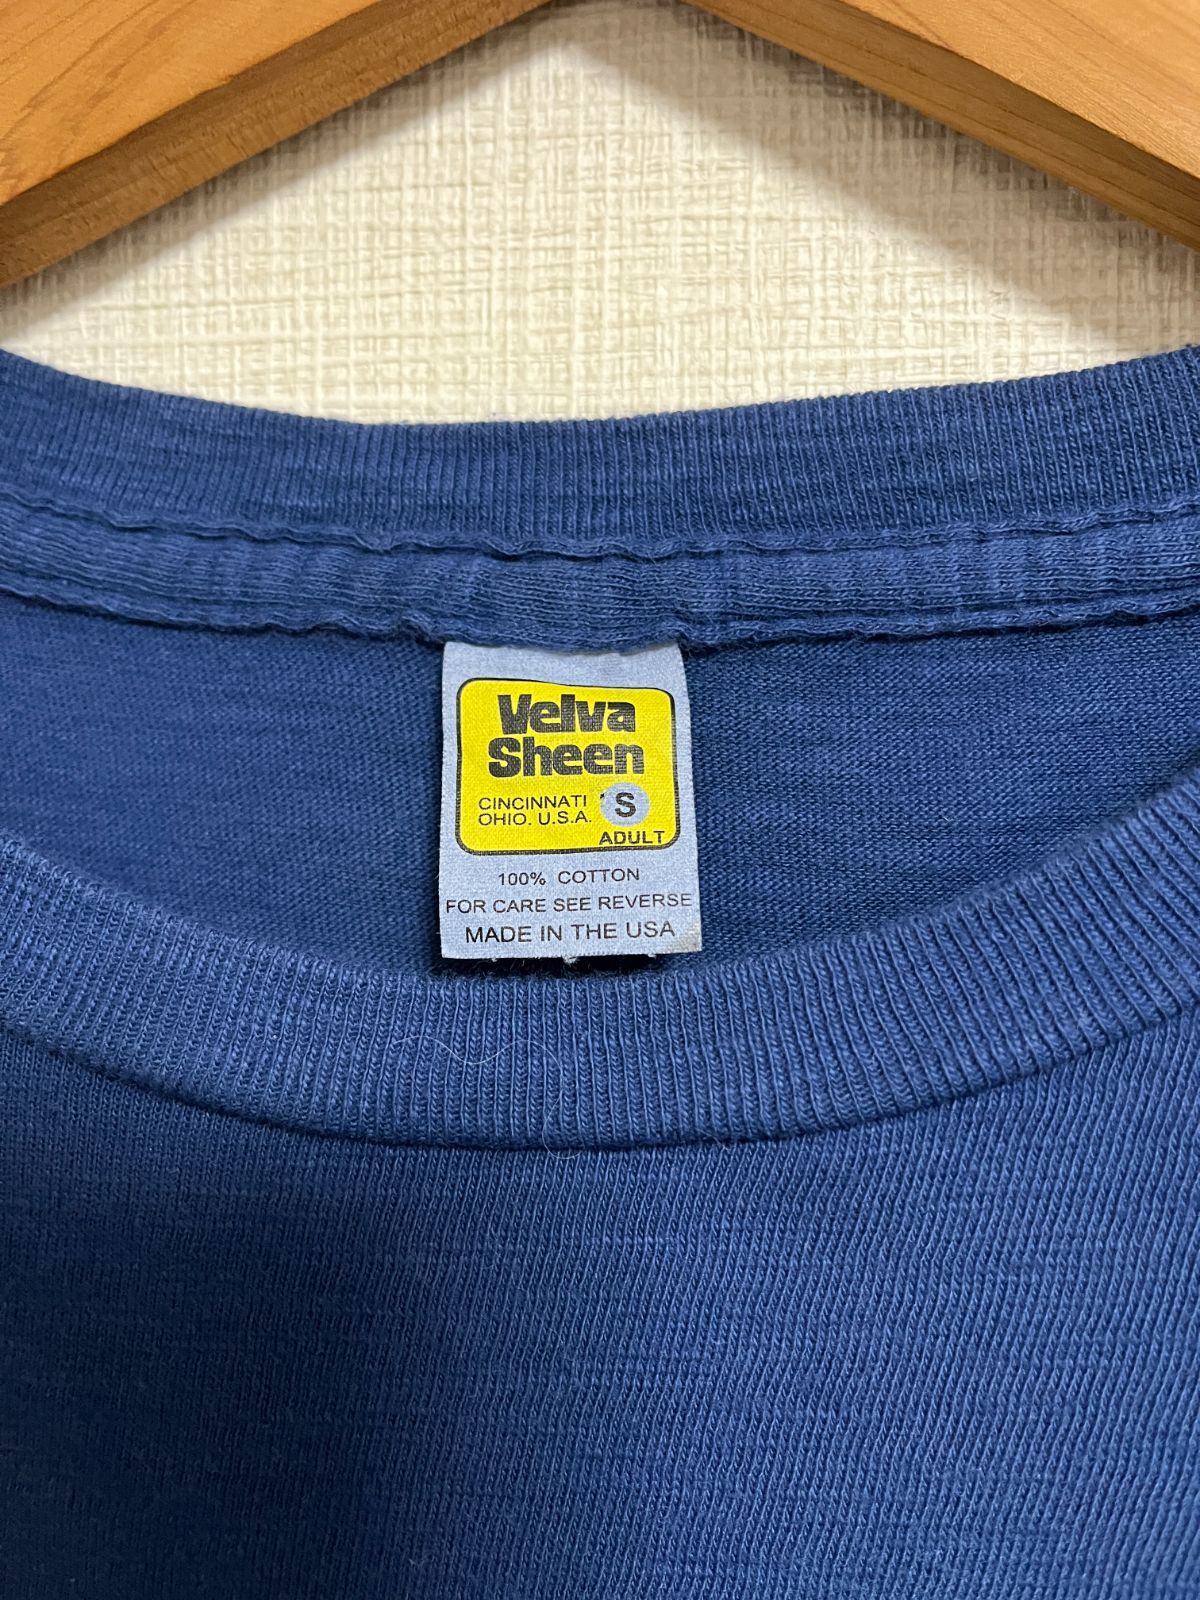 Velva
Sheen
CINCINNATI
OHIO. U.S.A.
S
ADULT
100% COTTON
FOR CARE SEE REVERSE
MADE IN THE USA